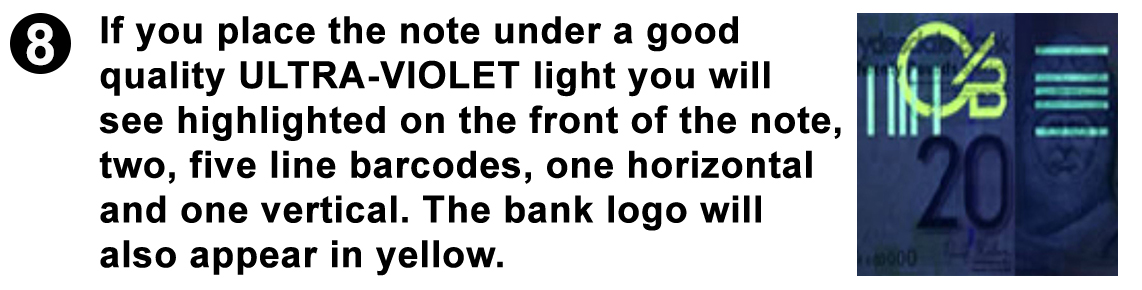 8 If you place the note under a good
quality ULTRA-VIOLET light you will
see highlighted on the front of the note,
two, five line barcodes, one horizontal
and one vertical. The bank logo will
also appear in yellow.
CB
20